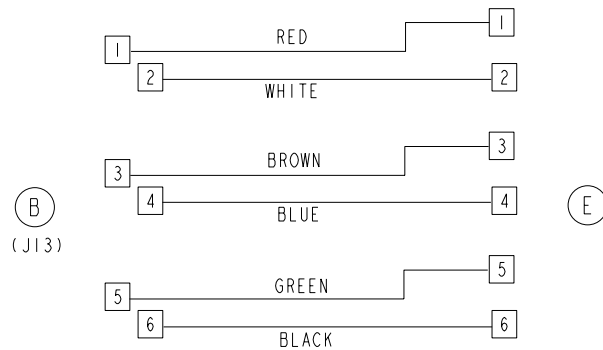 RED
1 1
2 2
WHITE
BROWN
3 3
4 4
BLUE
B E
(J13)
GREEN
5 5
6 6
BLACK